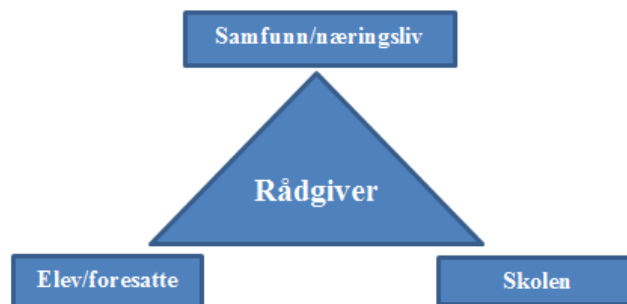 Samfunn/næringsliv
Rådgiver
Elev/foresatte
Skolen